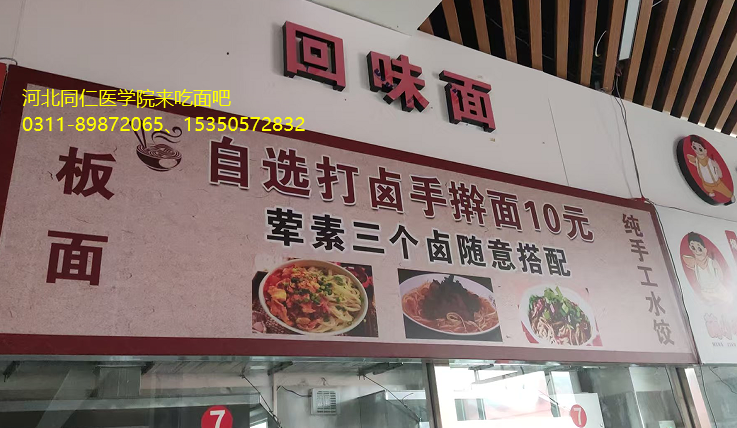 回味面
河北同仁医学院来吃面吧
0311-89872065、15350572832
板面
自选打卤手擀面10元
荤素三个卤随意搭配
纯手工水饺
7
7